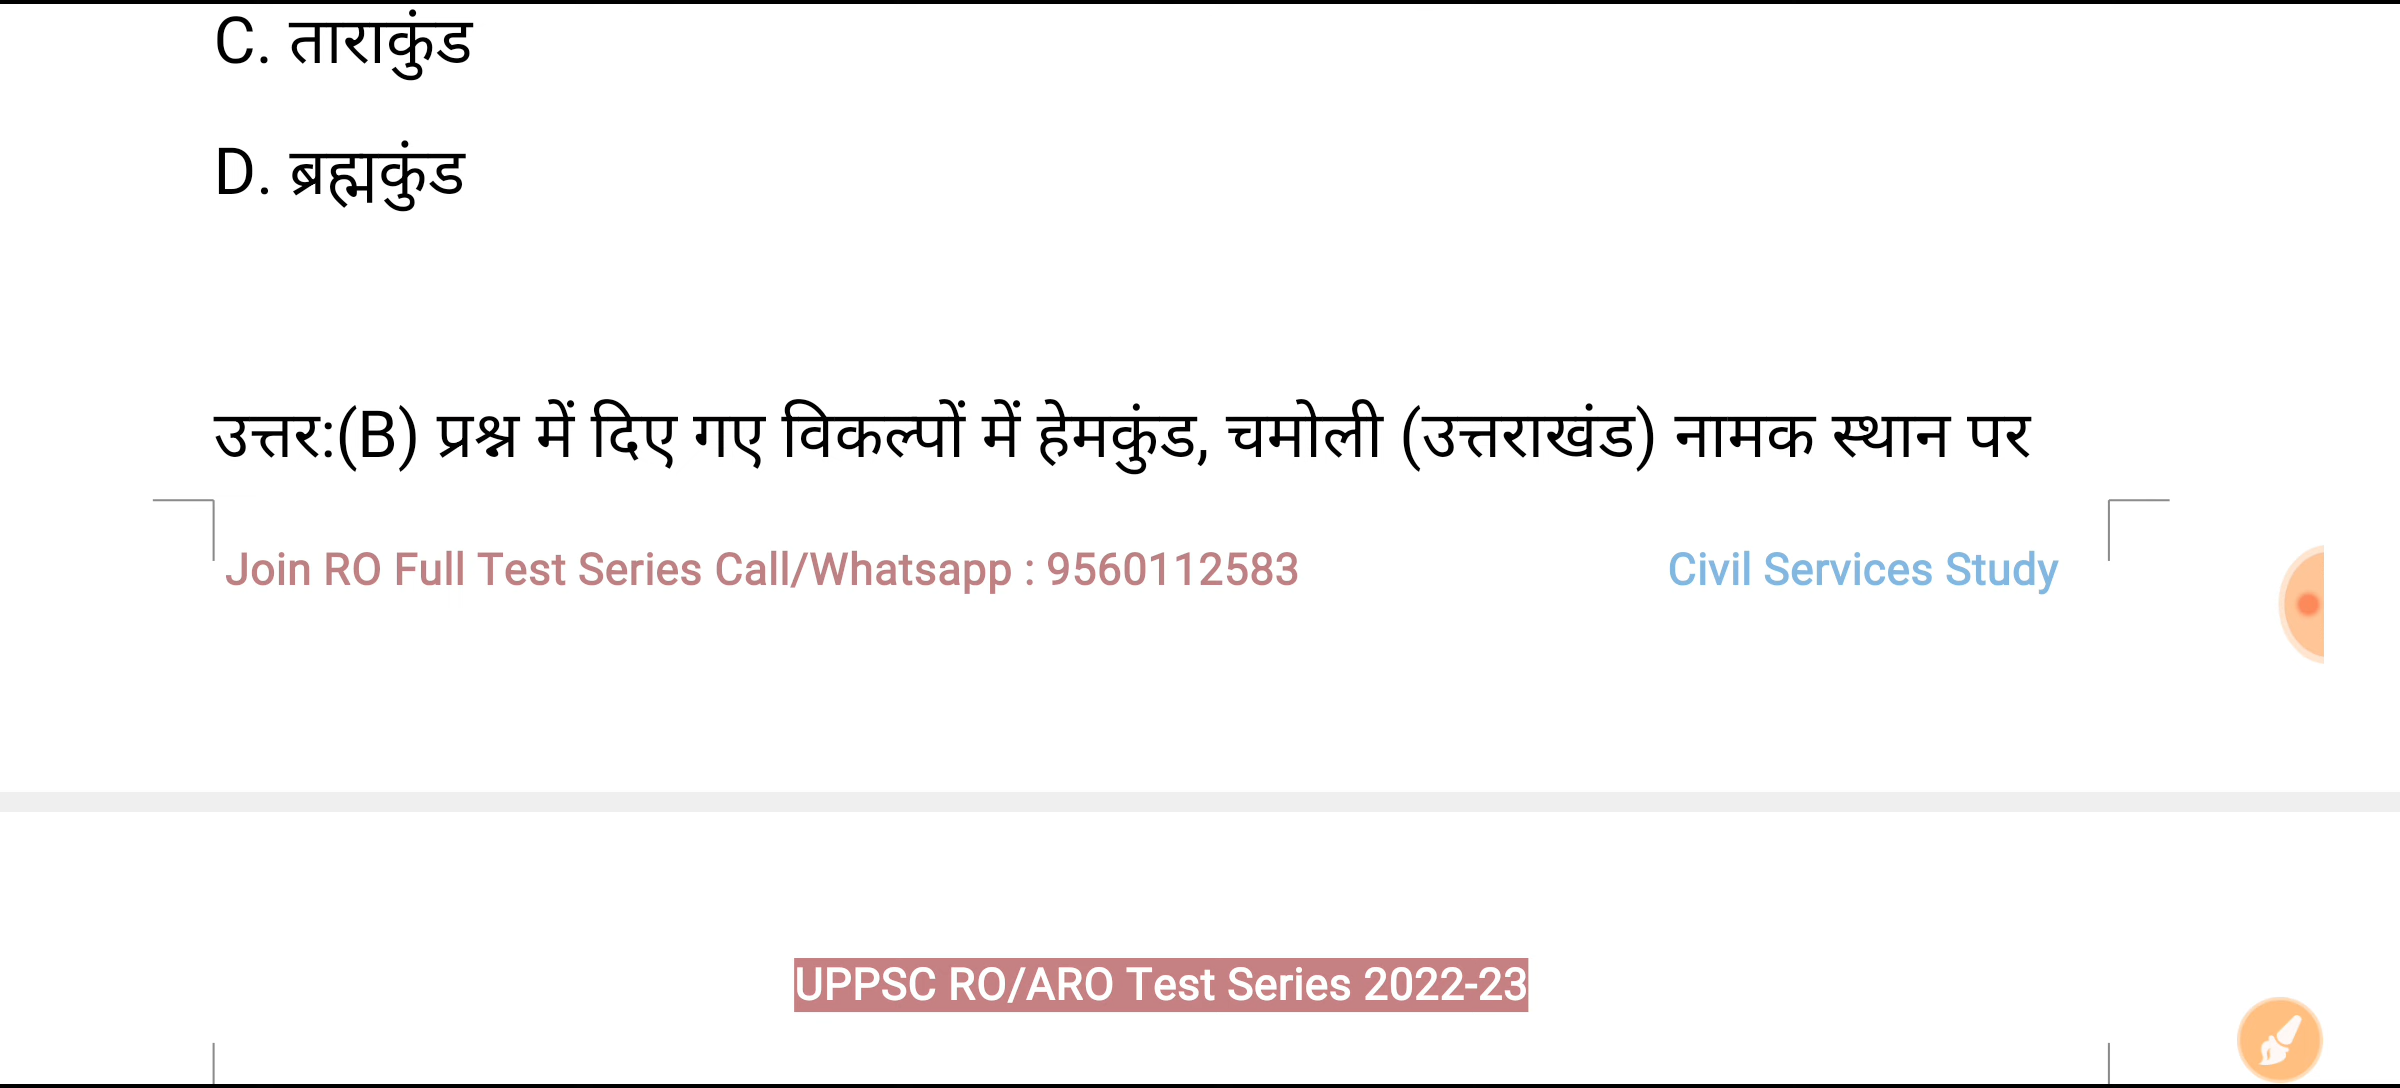 C. ताराकुंड
D. ब्रह्मकुंड
उत्तर:(B) प्रश्न में दिए गए विकल्पों में हेमकुंड, चमोली (उत्तराखंड) नामक स्थान पर
Join RO Full Test Series Call/Whatsapp : 9560112583 Civil Services Study
UPPSC RO/ARO Test Series 2022-23